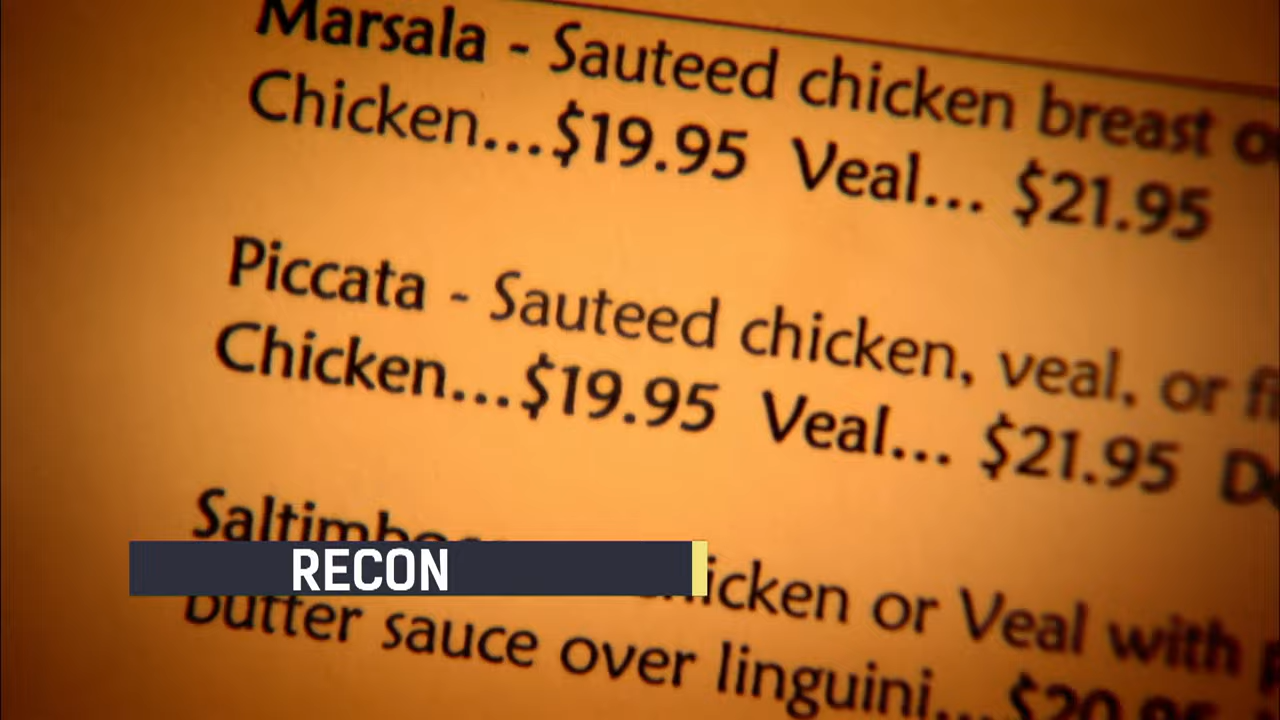 Marsala - Sauteed chicken breast
Chicken...$19.95 Veal... $21.95
Piccata - Sauteed chicken, veal, or
Chicken...$19.95 Veal... $21.95
chicken or Veal with
RECON
butter sauce over linguini...